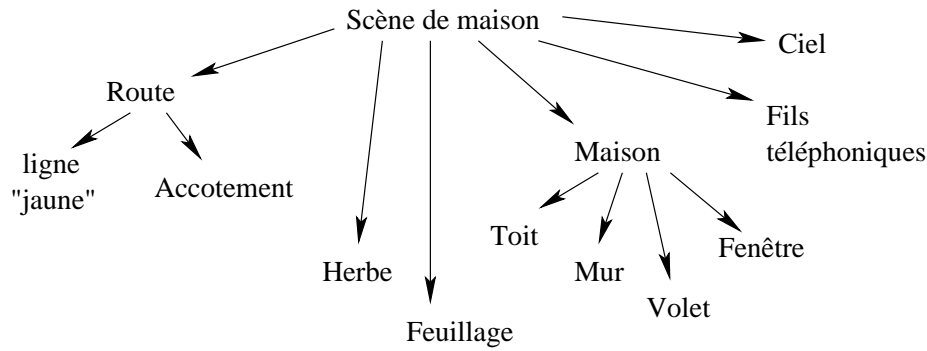 Scène de maison
Ciel
Route
Fils
téléphoniques
Maison
ligne
"jaune"
Accotement
Toit
Fenêtre
Herbe
Mur
Volet
Feuillage